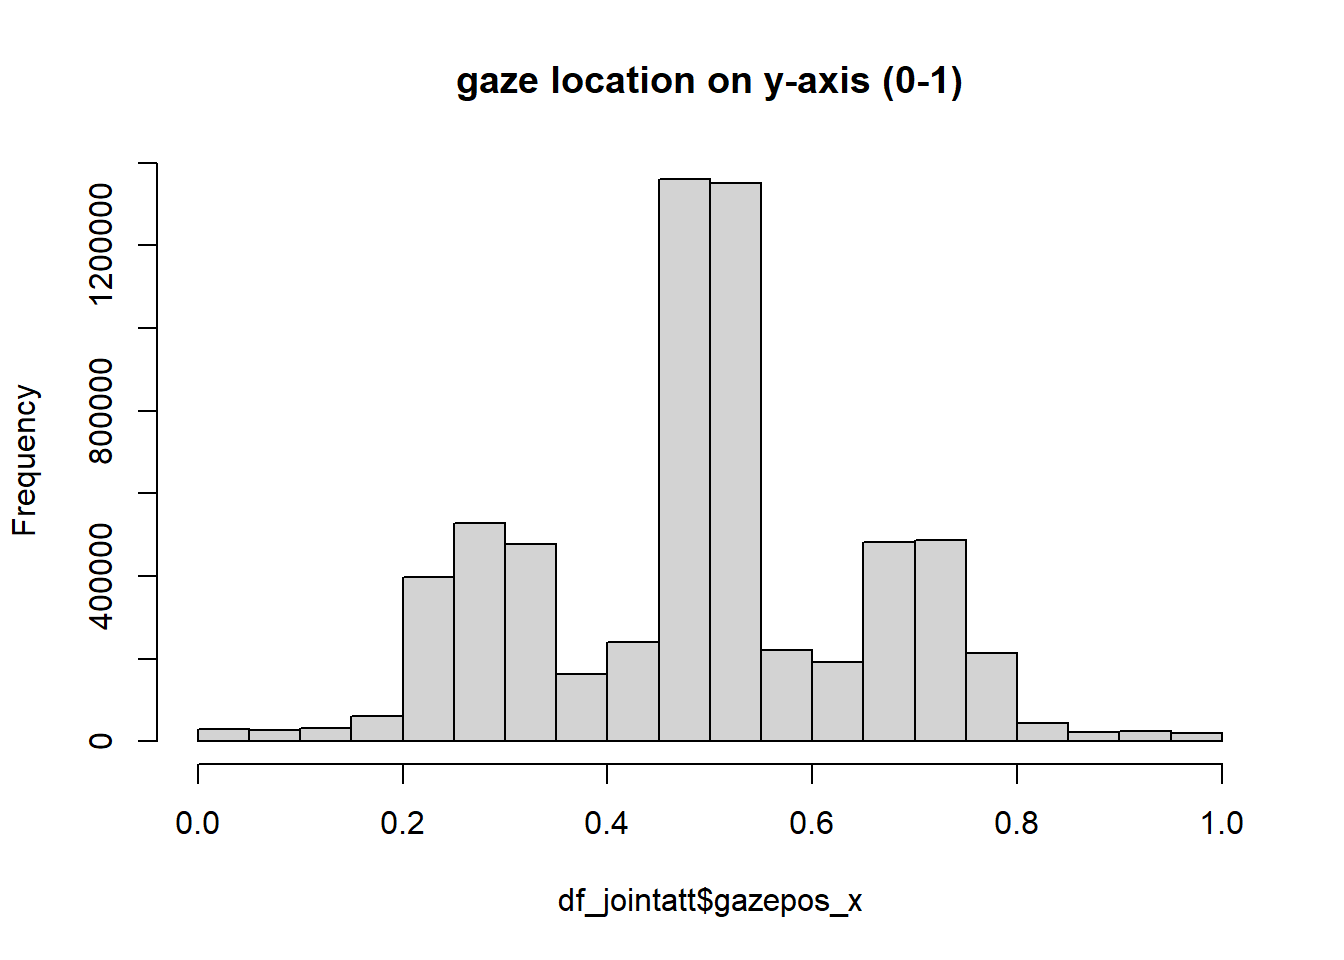 gaze location on y-axis (0-1)
Frequency
1200000
800000
400000
0
0.0 0.2 0.4 0.6 0.8 1.0
df_jointatt$gazepos_x